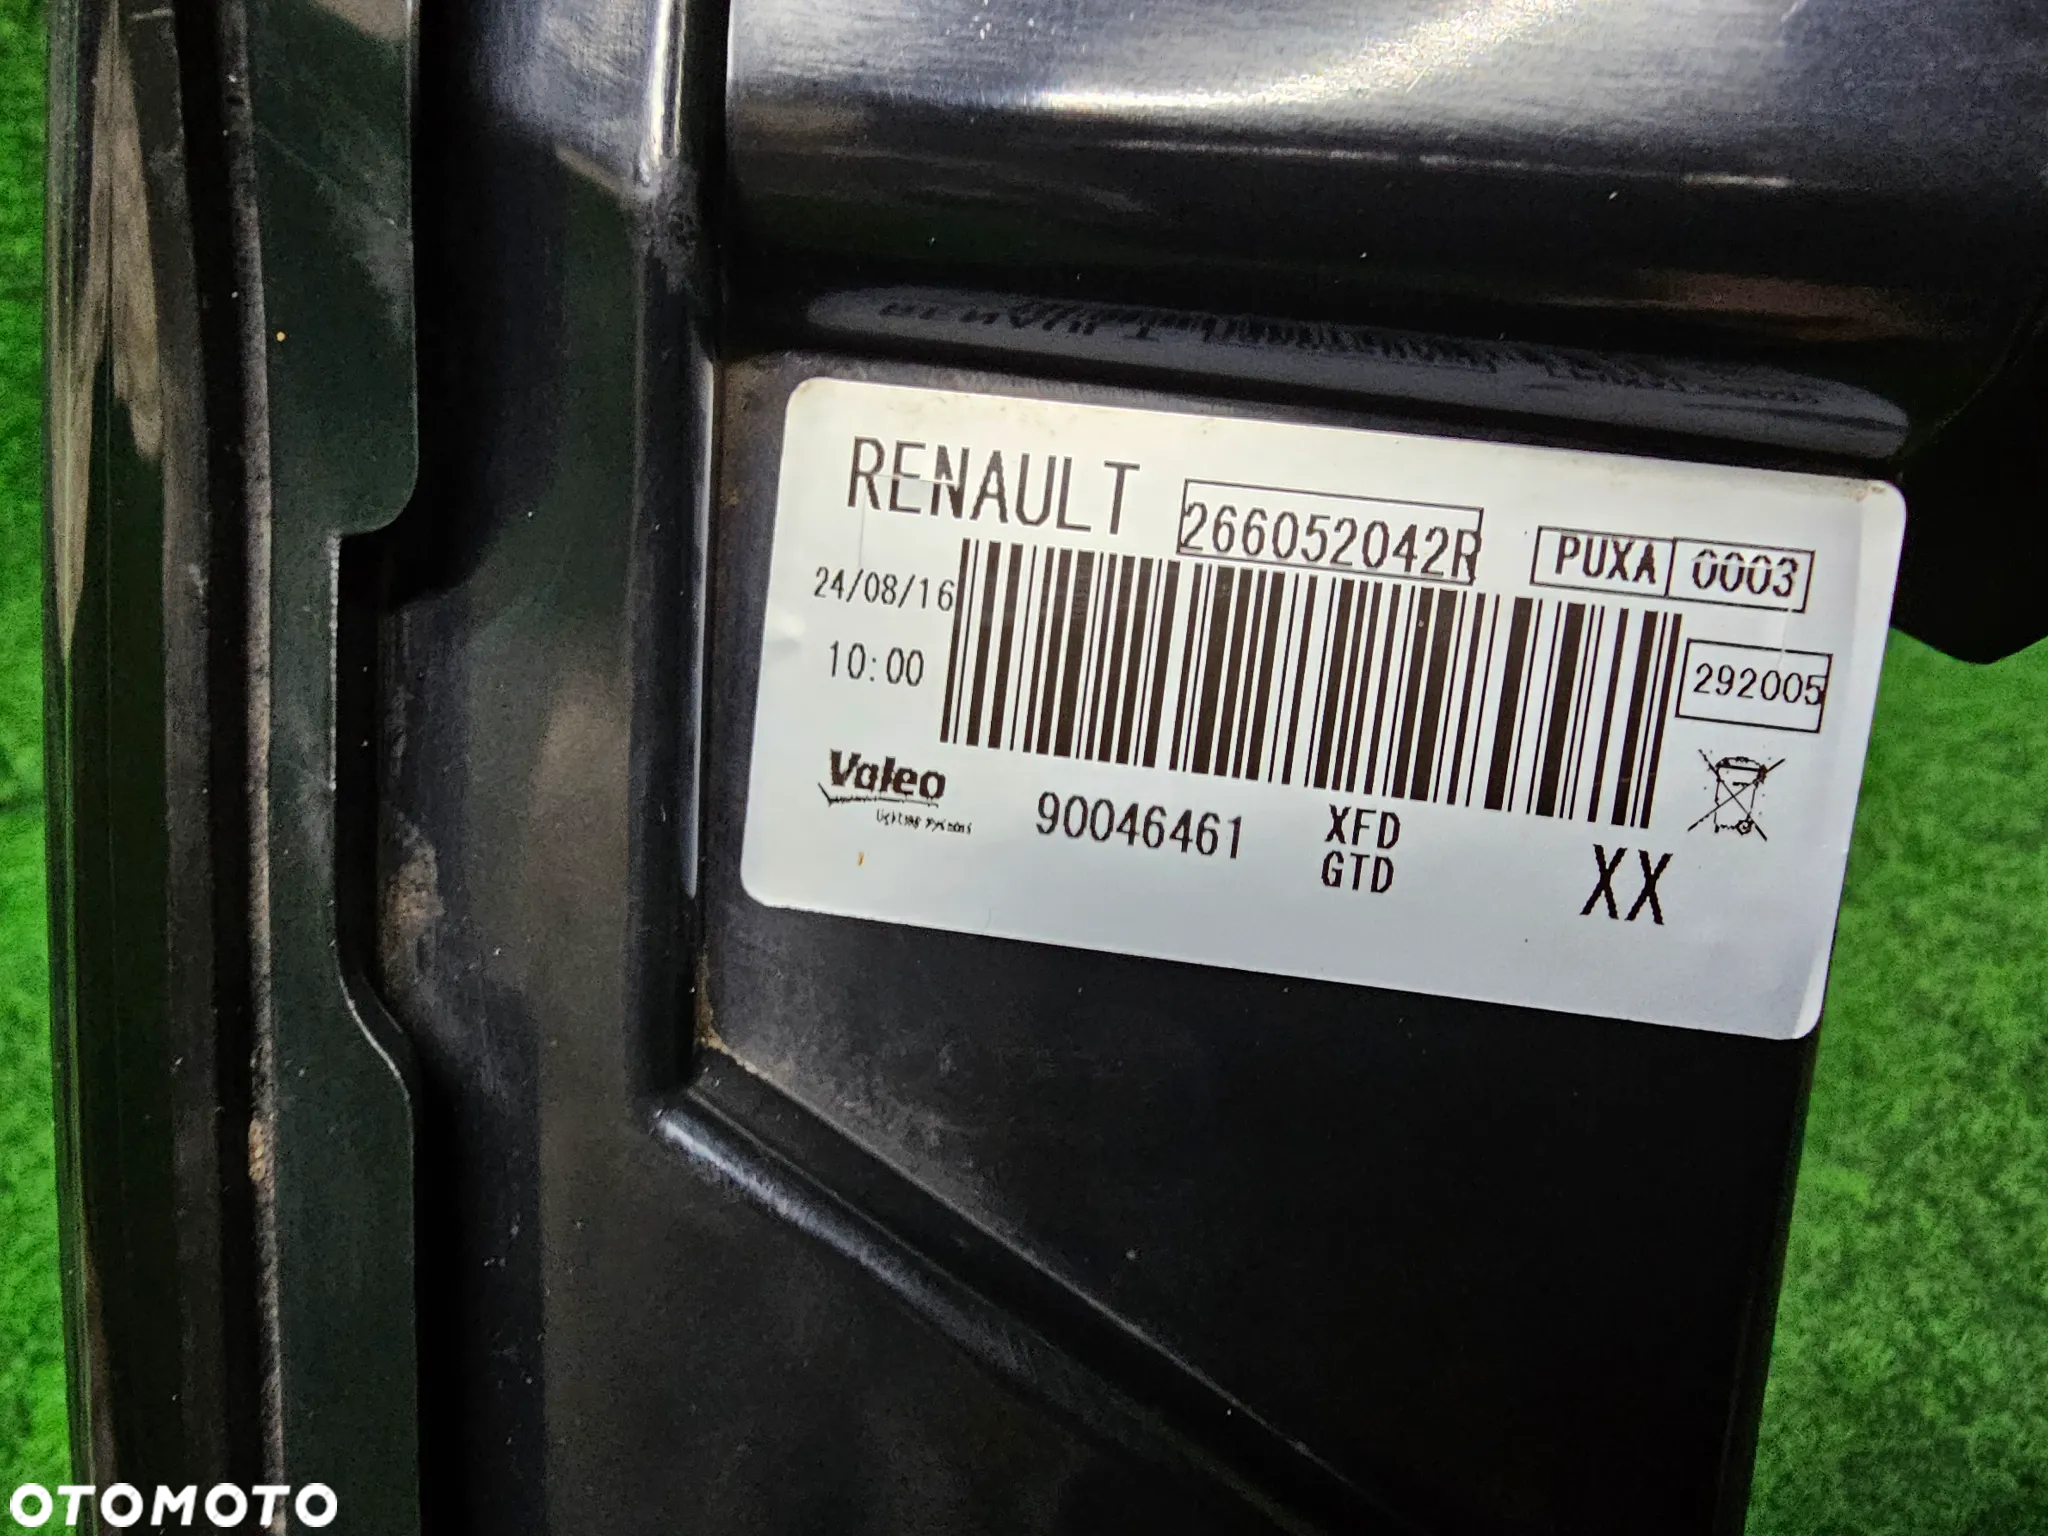 RENAULT 266052042R PUXA 0003
24/08/16
10:00
292005
Valeo
90046461 XFD
GTD
XX
OTOMOTO